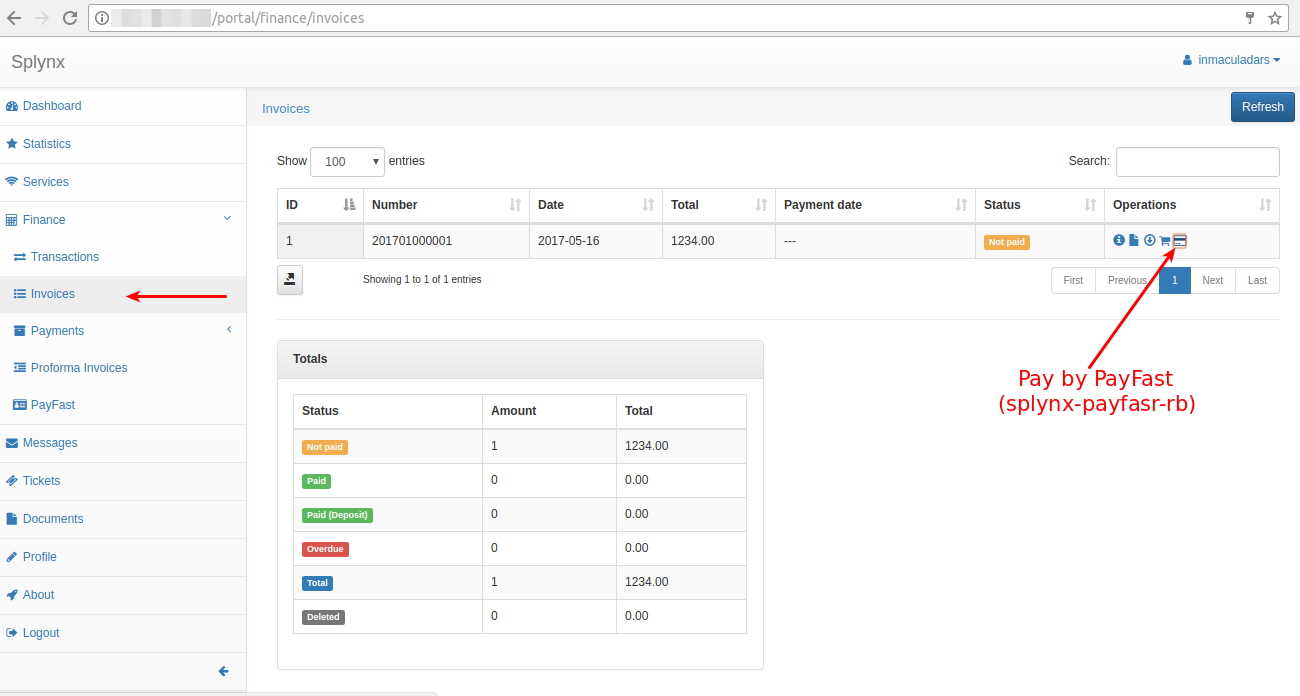 /portal/finance/invoices
Splynx
inmaculadars
Dashboard
Statistics
Services
Finance
Transactions
Invoices
Payments
Proforma Invoices
PayFast
Messages
Tickets
Documents
Profile
About
Logout
Invoices
Refresh
Show 100 entries
Search:
ID Number Date Total Payment date Status Operations
1 201701000001 2017-05-16 1234.00 --- Not paid
Showing 1 to 1 of 1 entries
First Previous 1 Next Last
Pay by PayFast
(splynx-payfasr-rb)
Totals
Status Amount Total
Not paid 1 1234.00
Paid 0 0.00
Paid (Deposit) 0 0.00
Overdue 0 0.00
Total 1 1234.00
Deleted 0 0.00